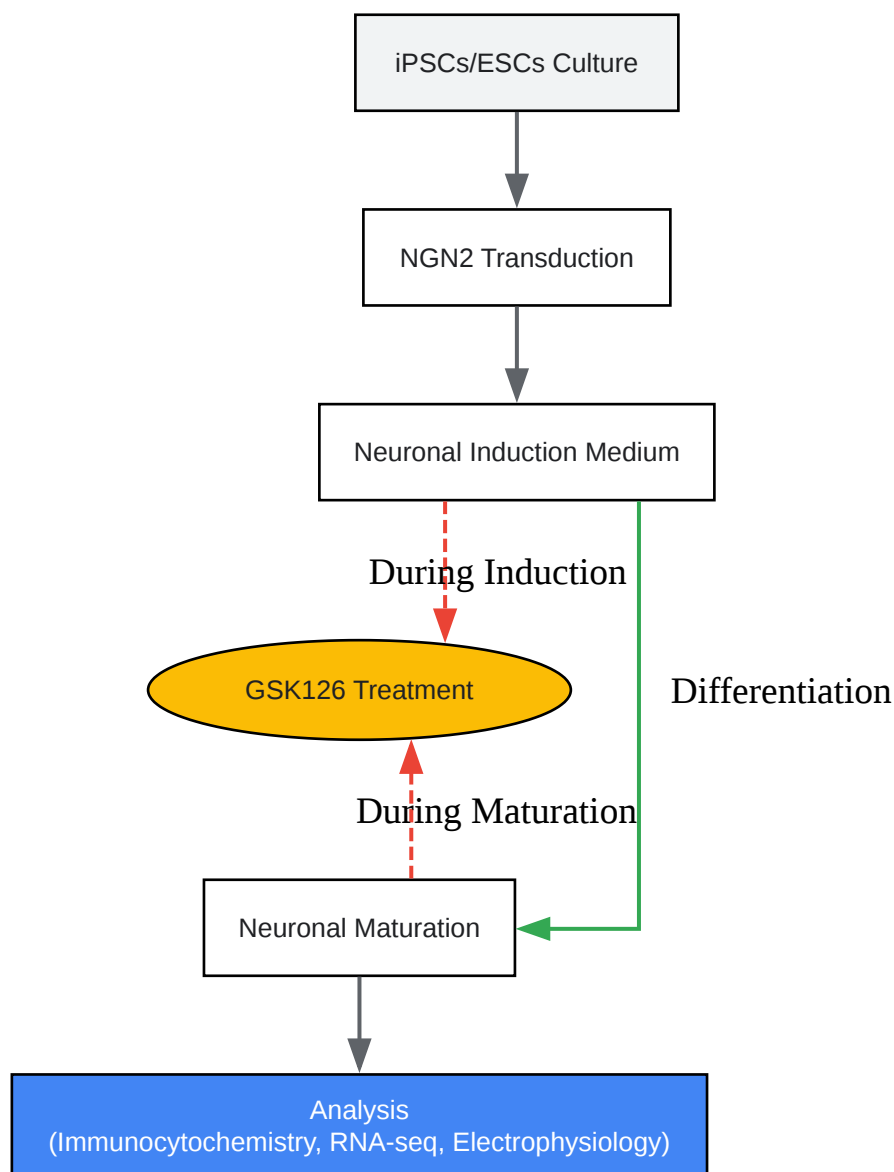 iPSCs/ESCs Culture
NGN2 Transduction
Neuronal Induction Medium
During Induction
GSK126 Treatment
Differentiation
During Maturation
Neuronal Maturation
Analysis
(Immunocytochemistry, RNA-seq, Electrophysiology)